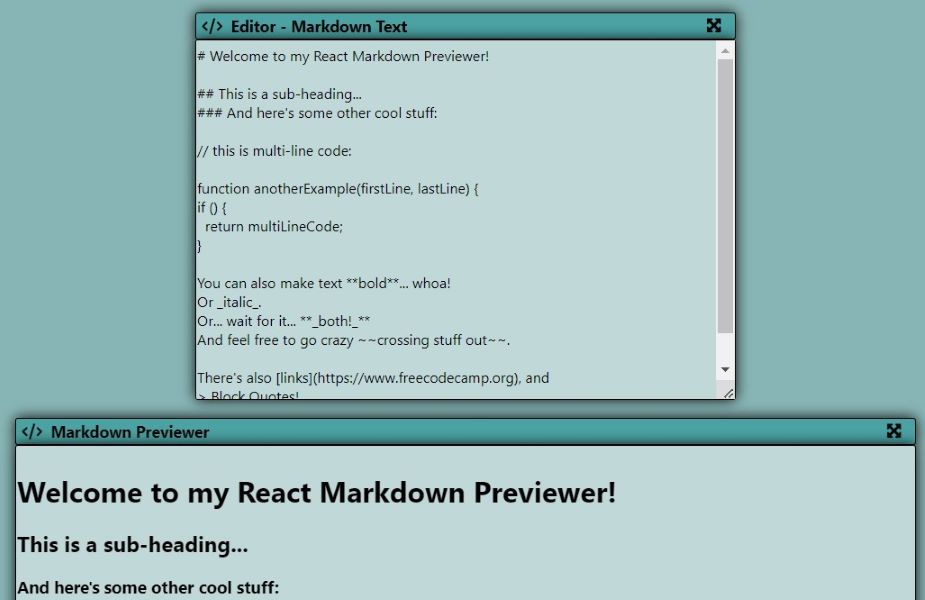 </> Editor - Markdown Text
# Welcome to my React Markdown Previewer!
## This is a sub-heading...
### And here's some other cool stuff:
// this is multi-line code:
function anotherExample(firstLine, lastLine) {
if () {
return multiLineCode;
}
You can also make text **bold**... whoa!
Or _italic_.
Or... wait for it... **_both!_**
And feel free to go crazy ~~crossing stuff out~~.
There's also [links](https://www.freecodecamp.org), and
> Block Quotes!
</> Markdown Previewer
Welcome to my React Markdown Previewer!
This is a sub-heading...
And here's some other cool stuff: